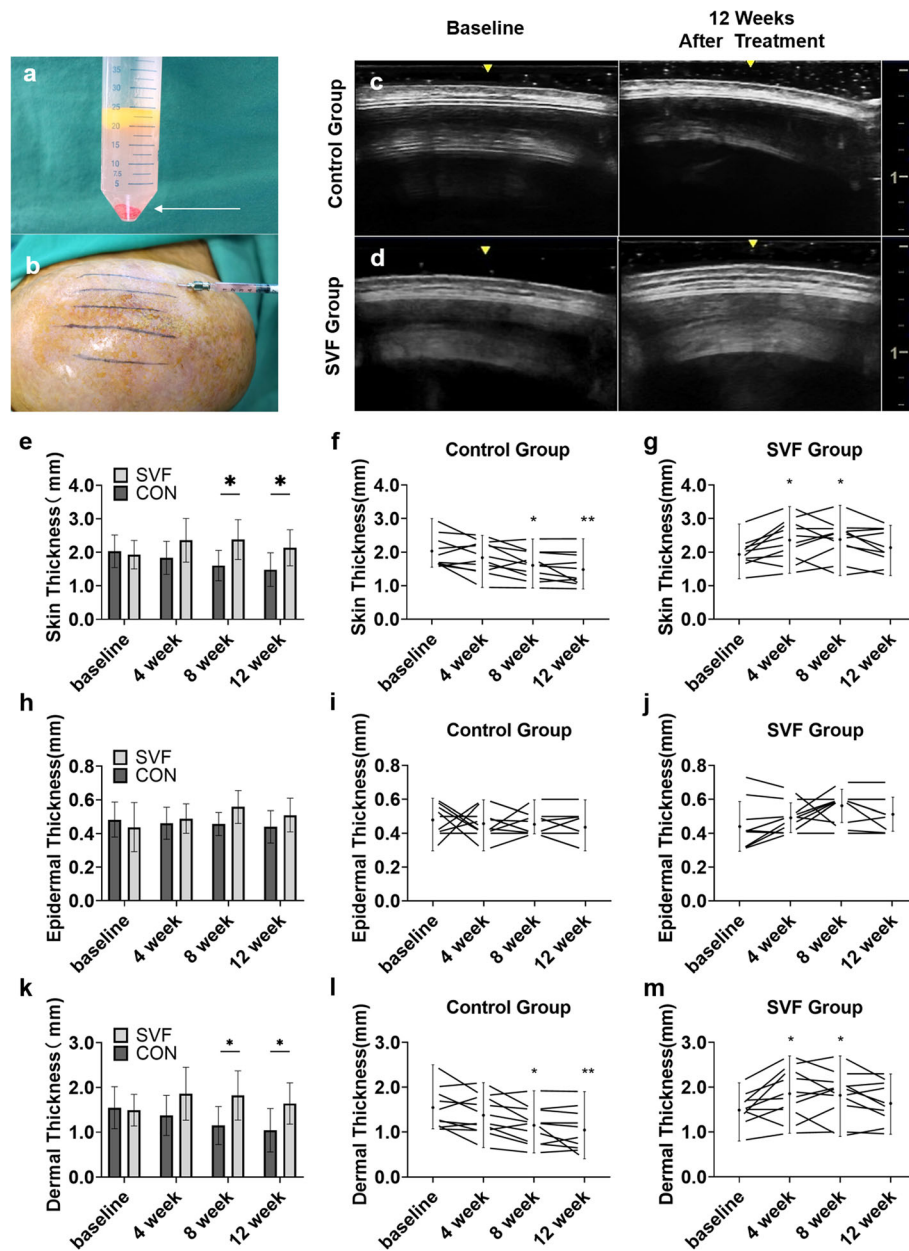 Baseline
12 Weeks
After Treatment
a
35
25
20
15
10
5
b
Control Group
c
1
SVF Group
d
1
e
Skin Thickness ( mm)
SVF
CON
*
*
4.0
3.0
2.0
1.0
0.0
baseline
4 week
8 week
12 week
f
Control Group
Skin Thickness(mm)
4.0
3.0
2.0
1.0
0.0
*
**
baseline
4 week
8 week
12 week
g
SVF Group
Skin Thickness(mm)
4.0
3.0
2.0
1.0
0.0
*
*
baseline
4 week
8 week
12 week
h
Epidermal Thickness(mm)
SVF
CON
0.8
0.6
0.4
0.2
0.0
baseline
4 week
8 week
12 week
i
Control Group
Epidermal Thickness(mm)
0.8
0.6
0.4
0.2
0.0
baseline
4 week
8 week
12 week
j
SVF Group
Epidermal Thickness(mm)
0.8
0.6
0.4
0.2
0.0
baseline
4 week
8 week
12 week
k
Dermal Thickness ( mm)
SVF
CON
*
*
3.0
2.0
1.0
0.0
baseline
4 week
8 week
12 week
l
Control Group
Dermal Thickness(mm)
3.0
2.0
1.0
0.0
*
**
baseline
4 week
8 week
12 week
m
SVF Group
Dermal Thickness(mm)
3.0
2.0
1.0
0.0
*
*
baseline
4 week
8 week
12 week